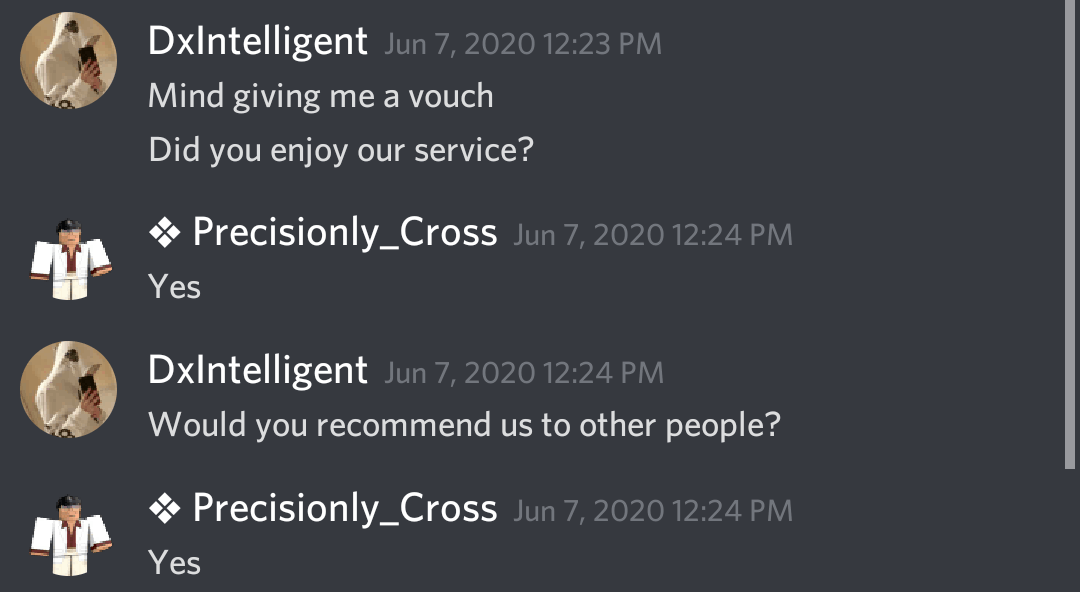 DxIntelligent Jun 7, 2020 12:23 PM
Mind giving me a vouch
Did you enjoy our service?
❖ Precisionly_Cross Jun 7, 2020 12:24 PM
Yes
DxIntelligent Jun 7, 2020 12:24 PM
Would you recommend us to other people?
❖ Precisionly_Cross Jun 7, 2020 12:24 PM
Yes